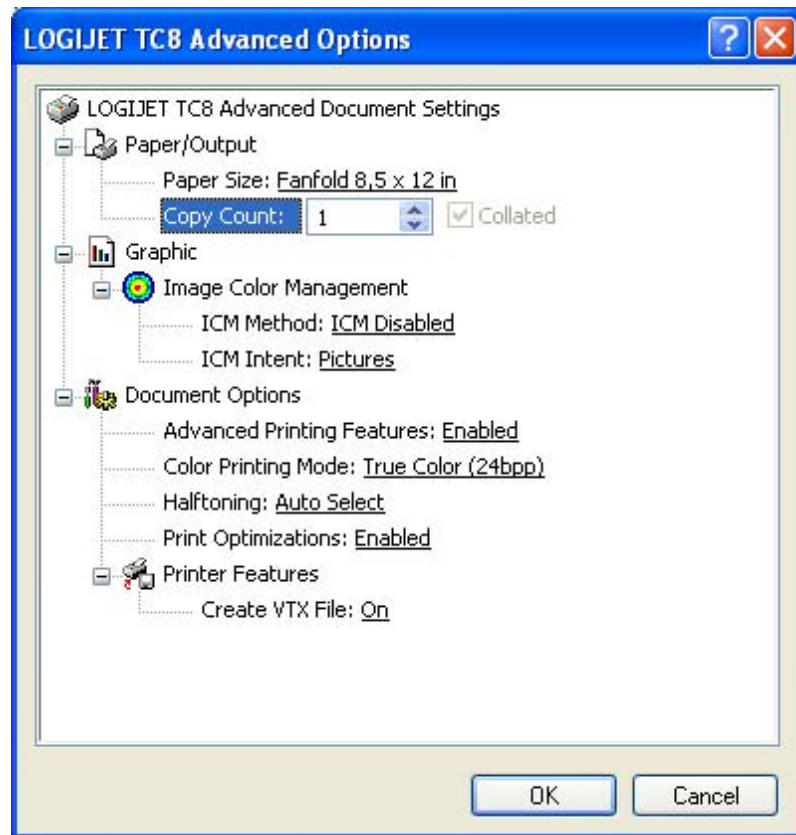 LOGIJET TC8 Advanced Options
LOGIJET TC8 Advanced Document Settings
Paper/Output
Paper Size: Fanfold 8,5 x 12 in
Copy Count: 1 Collated
Graphic
Image Color Management
ICM Method: ICM Disabled
ICM Intent: Pictures
Document Options
Advanced Printing Features: Enabled
Color Printing Mode: True Color (24bpp)
Halftoning: Auto Select
Print Optimizations: Enabled
Printer Features
Create VTX File: On
OK Cancel